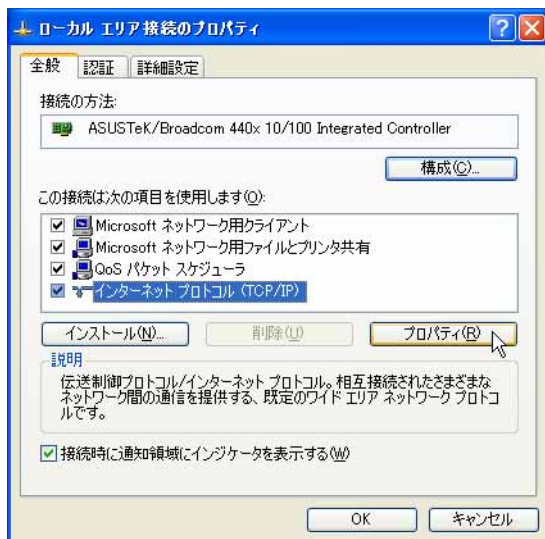 ローカル エリア接続のプロパティ
全般
認証
詳細設定
接続の方法:
ASUSTeK/Broadcom 440x 10/100 Integrated Controller
構成(C)...
この接続は次の項目を使用します(O):
Microsoft ネットワーク用クライアント
Microsoft ネットワーク用ファイルとプリンタ共有
QoS パケット スケジューラ
インターネット プロトコル (TCP/IP)
インストール(N)...
削除(U)
プロパティ(R)
説明
伝送制御プロトコル/インターネット プロトコル。相互接続されたさまざまな
ネットワーク間の通信を提供する、既定のワイド エリア ネットワーク プロトコ
ルです。
接続時に通知領域にインジケータを表示する(W)
OK
キャンセル